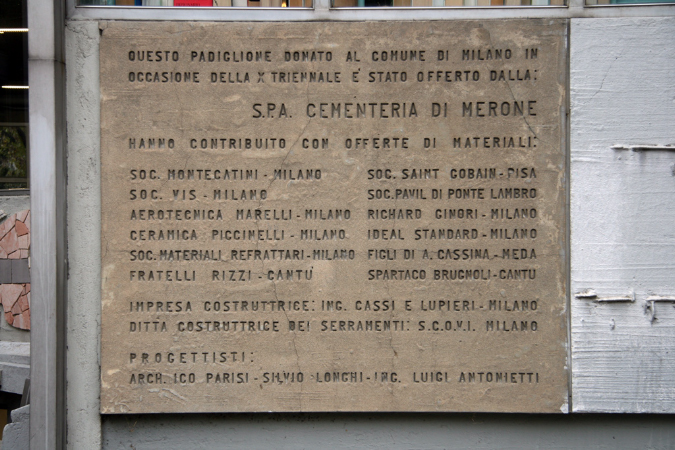 QUESTO PADIGLIONE DONATO AL COMUNE DI MILANO IN
OCCASIONE DELLA X TRIENNALE E' STATO OFFERTO DALLA:
S.P.A. CEMENTERIA DI MERONE
HANNO CONTRIBUITO CON OFFERTE DI MATERIALI:
SOC. MONTECATINI - MILANO
SOC. VIS - MILANO
AEROTECNICA MARELLI - MILANO
CERAMICA PICCINELLI - MILANO
SOC. MATERIALI REFRATTARI - MILANO
FRATELLI RIZZI - CANTU'
SOC. SAINT GOBAIN - PISA
SOC. PAVIL DI PONTE LAMBRO
RICHARD GINORI - MILANO
IDEAL STANDARD - MILANO
FIGLI DI A. CASSINA - MEDA
SPARTACO BRUGNOLI - CANTU
IMPRESA COSTRUTTRICE: ING. CASSI E LUPIERI - MILANO
DITTA COSTRUTTRICE DEI SERRAMENTI: S.C.O.V.I. MILANO
PROGETTISTI:
ARCH. ICO PARISI - SILVIO LONGHI - ING. LUIGI ANTONIETTI